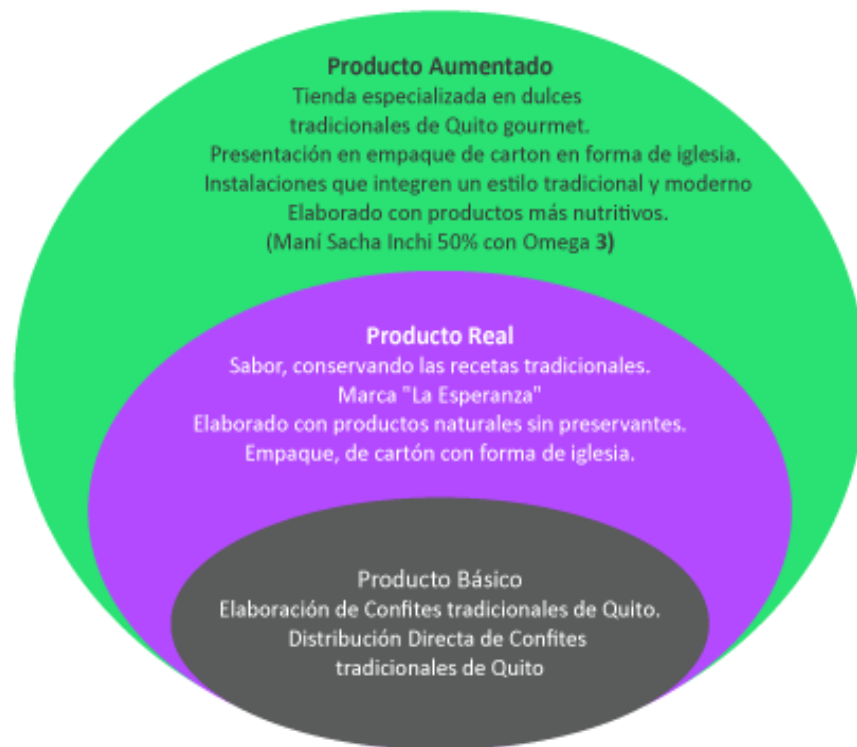 Producto Aumentado
Tienda especializada en dulces
tradicionales de Quito gourmet.
Presentación en empaque de carton en forma de iglesia.
Instalaciones que integren un estilo tradicional y moderno
Elaborado con productos más nutritivos.
(Maní Sacha Inchi 50% con Omega 3)
Producto Real
Sabor, conservando las recetas tradicionales.
Marca "La Esperanza"
Elaborado con productos naturales sin preservantes.
Empaque, de cartón con forma de iglesia.
Producto Básico
Elaboración de Confites tradicionales de Quito.
Distribución Directa de Confites
tradicionales de Quito